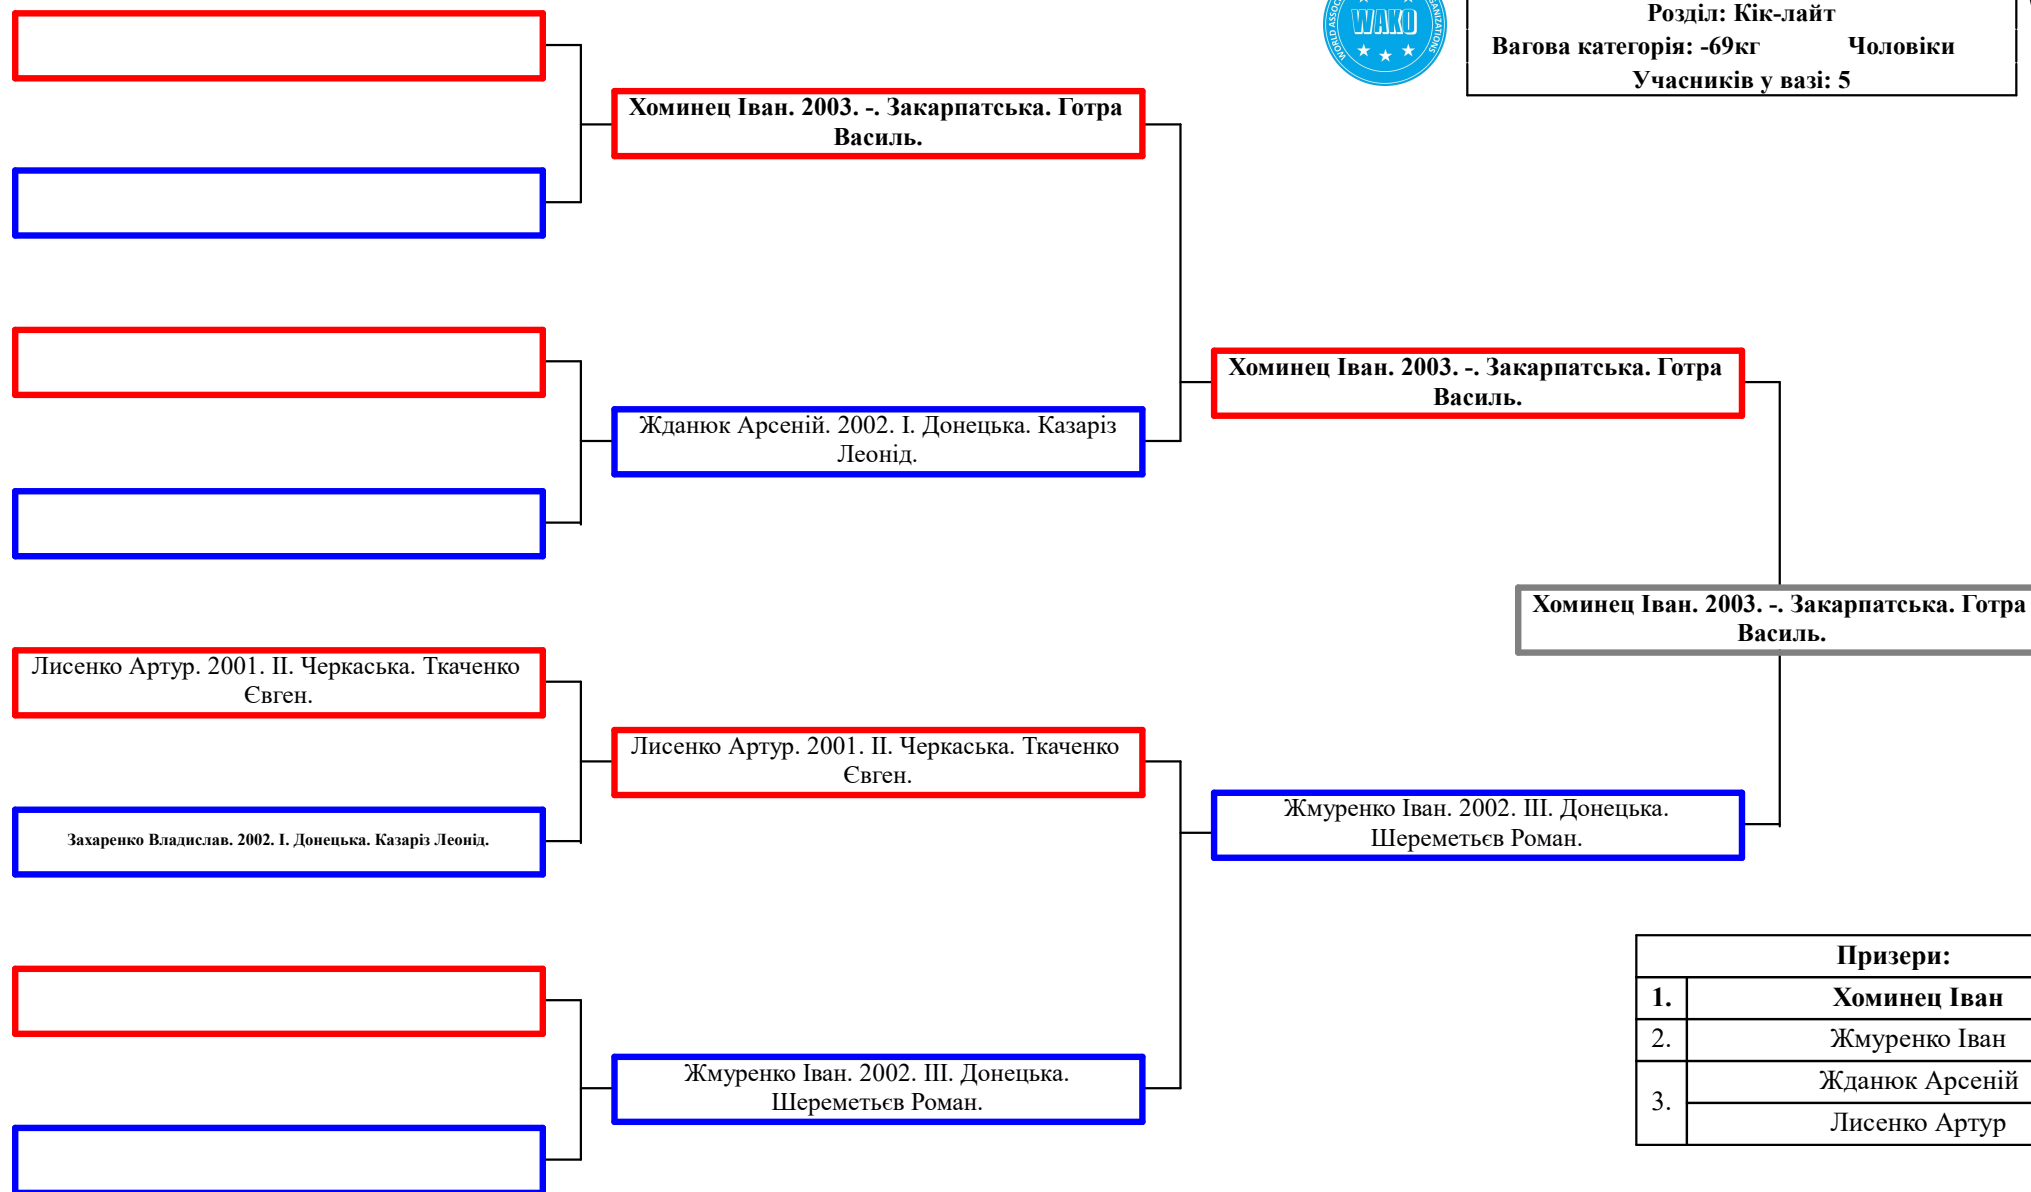 WAKO
WORLD ASSOC
GANIZATIONS
Розділ: Кік-лайт
Вагова категорія: -69кг Чоловіки
Учасників у вазі: 5
Хоминец Іван. 2003. -. Закарпатська. Готра
Василь.
Хоминец Іван. 2003. -. Закарпатська. Готра
Василь.
Жданюк Арсеній. 2002. I. Донецька. Казаріз
Леонід.
Хоминец Іван. 2003. -. Закарпатська. Готра
Василь.
Лисенко Артур. 2001. II. Черкаська. Ткаченко
Євген.
Лисенко Артур. 2001. II. Черкаська. Ткаченко
Євген.
Жмуренко Іван. 2002. III. Донецька.
Шереметьєв Роман.
Захаренко Владислав. 2002. I. Донецька. Казаріз Леонід.
Жмуренко Іван. 2002. III. Донецька.
Шереметьєв Роман.
Призери:
1. Хоминец Іван
2. Жмуренко Іван
3. Жданюк Арсеній
Лисенко Артур